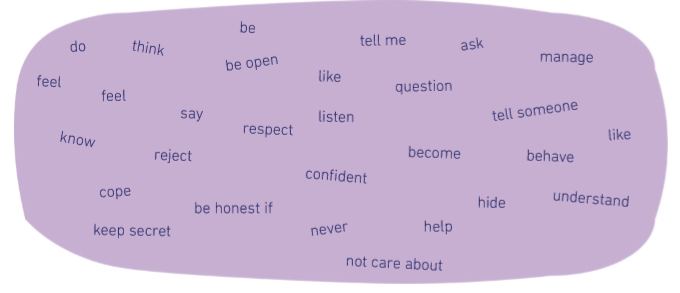 be
do
think
tell me
ask
manage
be open
feel
like
question
feel
say
listen
tell someone
respect
like
know
reject
become
behave
confident
cope
be honest if
hide
understand
keep secret
never
help
not care about